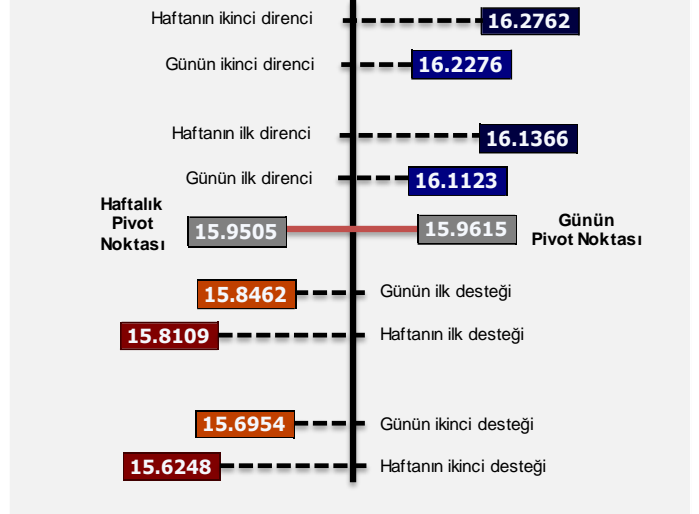 Haftanın ikinci direnci 16.2762
Günün ikinci direnci 16.2276
Haftanın ilk direnci 16.1366
Günün ilk direnci 16.1123
Haftalık
Pivot
Noktası
15.9505
15.9615
Günün
Pivot Noktası
15.8462 Günün ilk desteği
15.8109 Haftanın ilk desteği
15.6954 Günün ikinci desteği
15.6248 Haftanın ikinci desteği